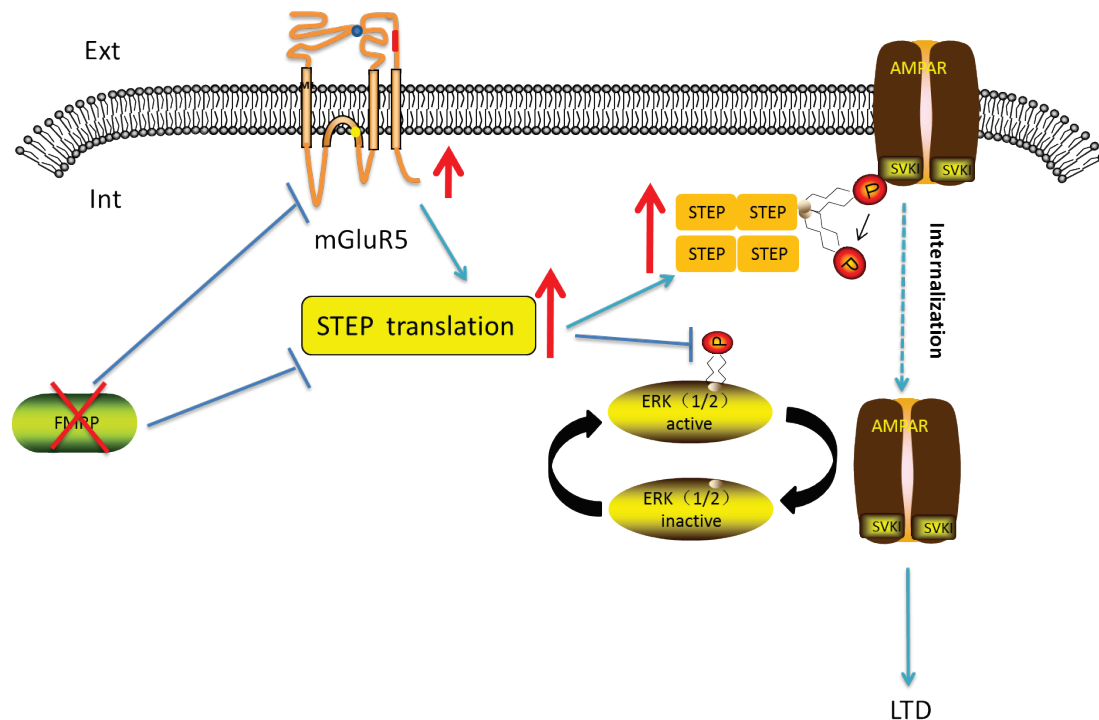 Ext
AMPAR
ML
SVKI SVKI
P
Int
STEP STEP
mGluR5
STEP STEP
P
Internalization
STEP translation
P
ERK（1/2）
active
FMRP
AMPAR
ERK（1/2）
inactive
SVKI SVKI
LTD